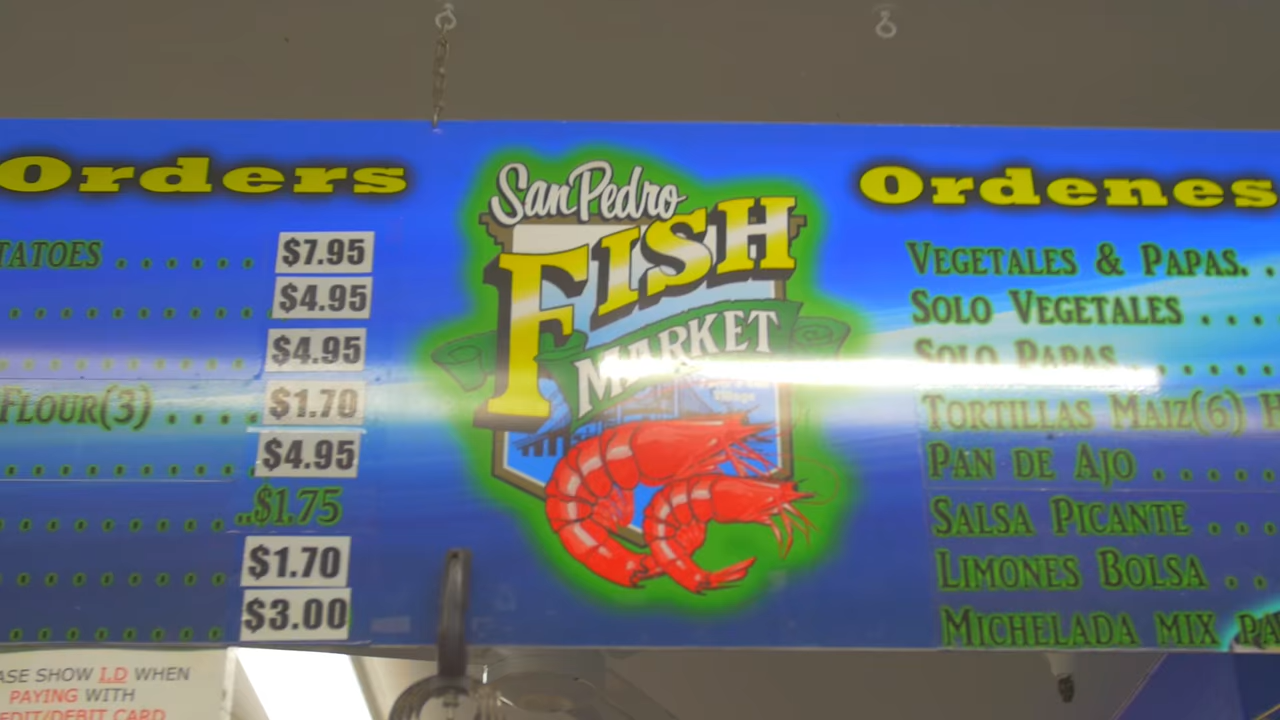 Orders
TATOES . . . . . . $7.95
$4.95
$4.95
FLOUR(3) . . . . $1.70
$4.95
$1.75
$1.70
$3.00
ASE SHOW I.D WHEN
PAYING WITH
EDIT/DEBIT CARD
San Pedro
FISH
MARKET
Village
Ordenes
VEGETALES & PAPAS. .
SOLO VEGETALES . . .
SOLO PAPAS . . . . . .
TORTILLAS MAIZ(6) H
PAN DE AJO . . . . .
SALSA PICANTE . . .
LIMONES BOLSA . .
MICHELADA MIX PA